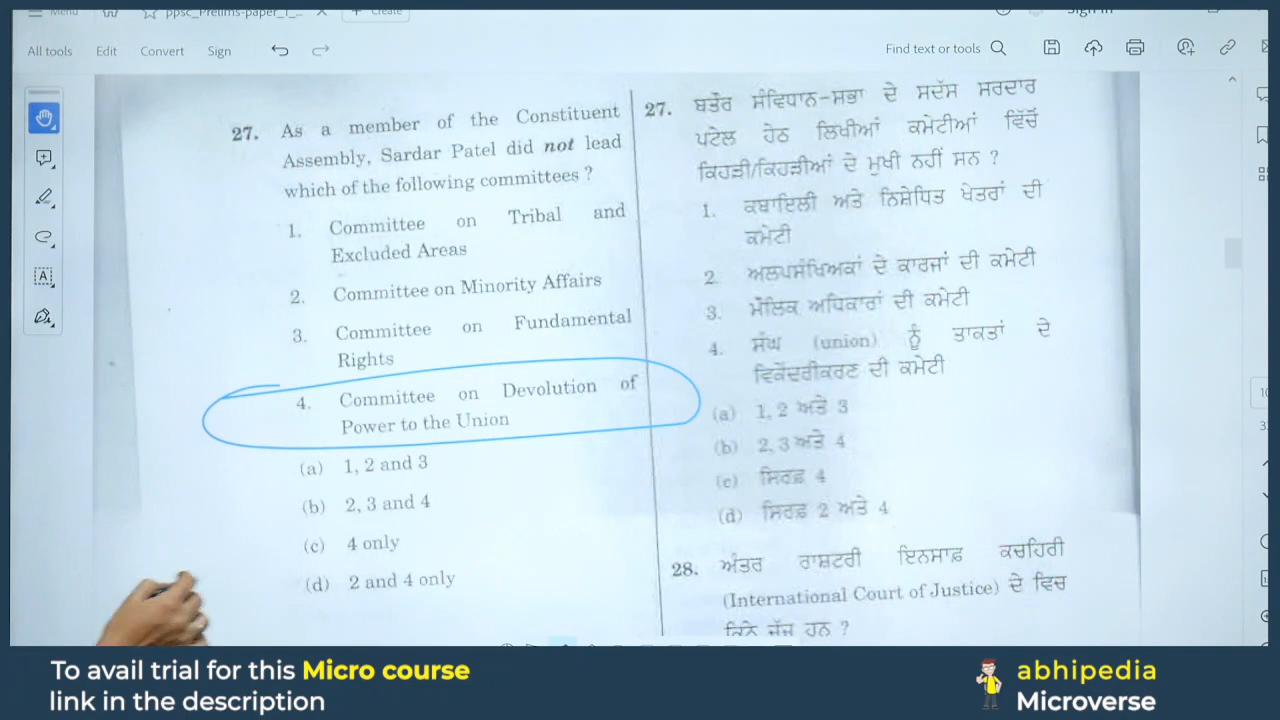 Menu
ppsc_Prelims-paper_1_...
+ Create
All tools Edit Convert Sign
Find text or tools
27. As a member of the Constituent
Assembly, Sardar Patel did not lead
which of the following committees ?
1. Committee on Tribal and
Excluded Areas
2. Committee on Minority Affairs
3. Committee on Fundamental
Rights
4. Committee on Devolution of
Power to the Union
(a) 1, 2 and 3
(b) 2, 3 and 4
(c) 4 only
(d) 2 and 4 only
27. ਬਤੌਰ ਸੰਵਿਧਾਨ-ਸਭਾ ਦੇ ਸਦੱਸ ਸਰਦਾਰ
ਪਟੇਲ ਹੇਠ ਲਿਖੀਆਂ ਕਮੇਟੀਆਂ ਵਿੱਚੋਂ
ਕਿਹੜੀ/ਕਿਹੜੀਆਂ ਦੇ ਮੁਖੀ ਨਹੀਂ ਸਨ ?
1. ਕਬਾਇਲੀ ਅਤੇ ਨਿਸ਼ੇਧਿਤ ਖੇਤਰਾਂ ਦੀ
ਕਮੇਟੀ
2. ਅਲਪਸੰਖਿਅਕਾਂ ਦੇ ਕਾਰਜਾਂ ਦੀ ਕਮੇਟੀ
3. ਮੌਲਿਕ ਅਧਿਕਾਰਾਂ ਦੀ ਕਮੇਟੀ
4. ਸੰਘ (union) ਨੂੰ ਤਾਕਤਾਂ ਦੇ
ਵਿਕੇਂਦਰੀਕਰਣ ਦੀ ਕਮੇਟੀ
(a) 1, 2 ਅਤੇ 3
(b) 2, 3 ਅਤੇ 4
(c) ਸਿਰਫ਼ 4
(d) ਸਿਰਫ਼ 2 ਅਤੇ 4
28. ਅੰਤਰ ਰਾਸ਼ਟਰੀ ਇਨਸਾਫ਼ ਕਚਹਿਰੀ
(International Court of Justice) ਦੇ ਵਿਚ
ਕਿੰਨੇ ਜੱਜ ਹਨ ?
To avail trial for this Micro course
link in the description
abhipedia
Microverse